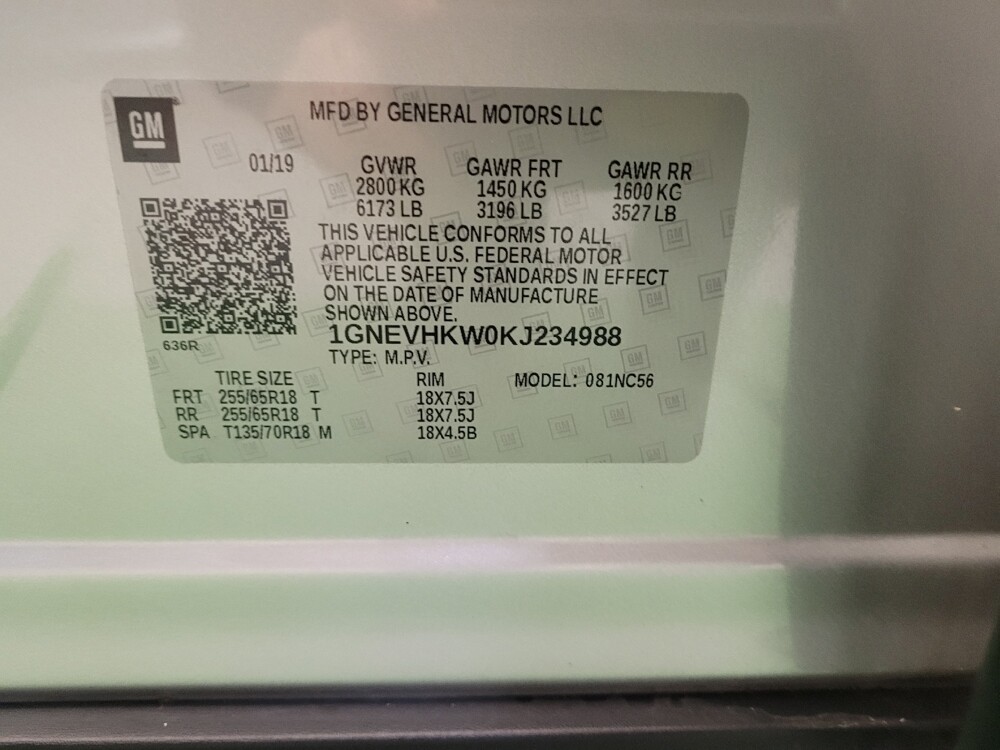 GM
MFD BY GENERAL MOTORS LLC
01/19 GVWR GAWR FRT GAWR RR
2800 KG 1450 KG 1600 KG
6173 LB 3196 LB 3527 LB
THIS VEHICLE CONFORMS TO ALL
APPLICABLE U.S. FEDERAL MOTOR
VEHICLE SAFETY STANDARDS IN EFFECT
ON THE DATE OF MANUFACTURE
SHOWN ABOVE.
1GNEVHKW0KJ234988
636R
TYPE: M.P.V.
TIRE SIZE RIM MODEL: 081NC56
FRT 255/65R18 T 18X7.5J
RR 255/65R18 T 18X7.5J
SPA T135/70R18 M 18X4.5B